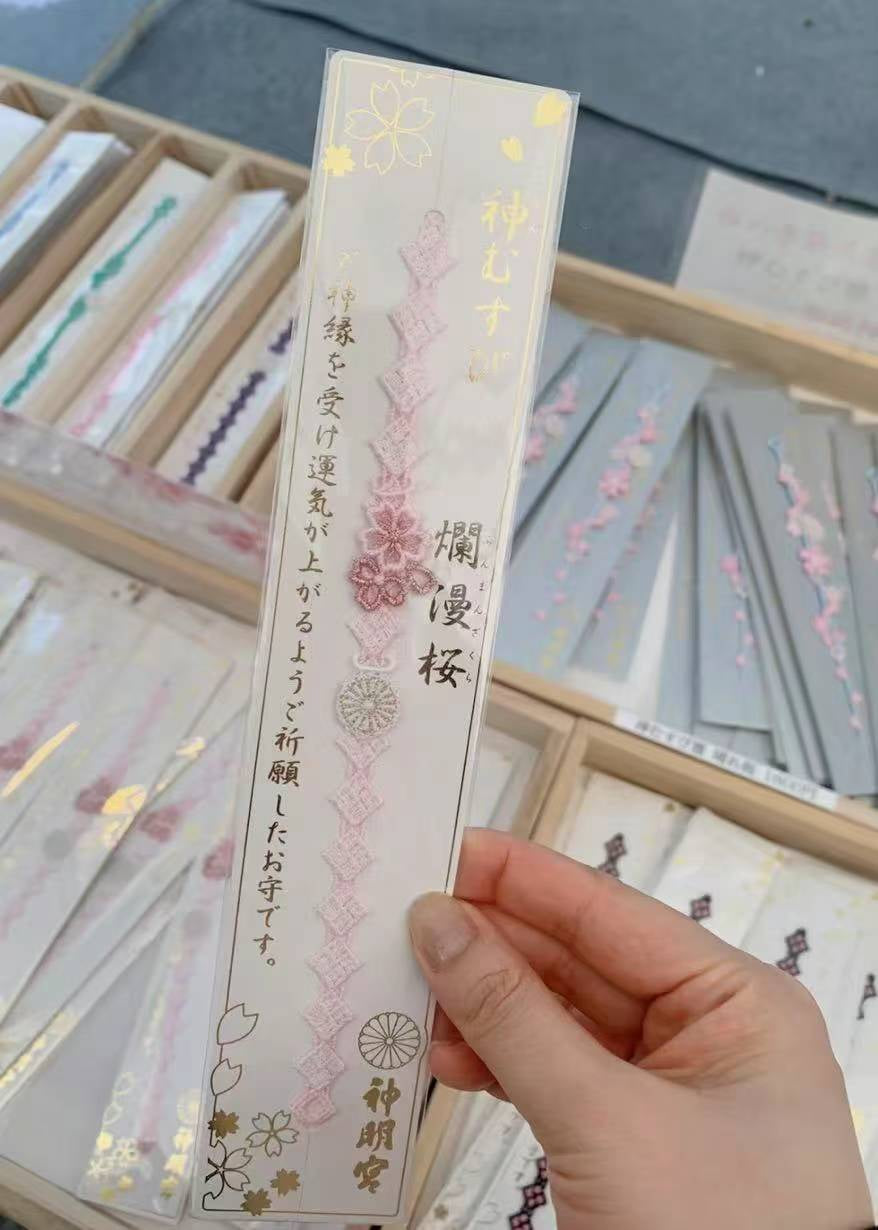 神むすび
爛漫桜
らんまんざくら
ご神縁を受け運気が上がるようご祈願したお守です。
神明宮